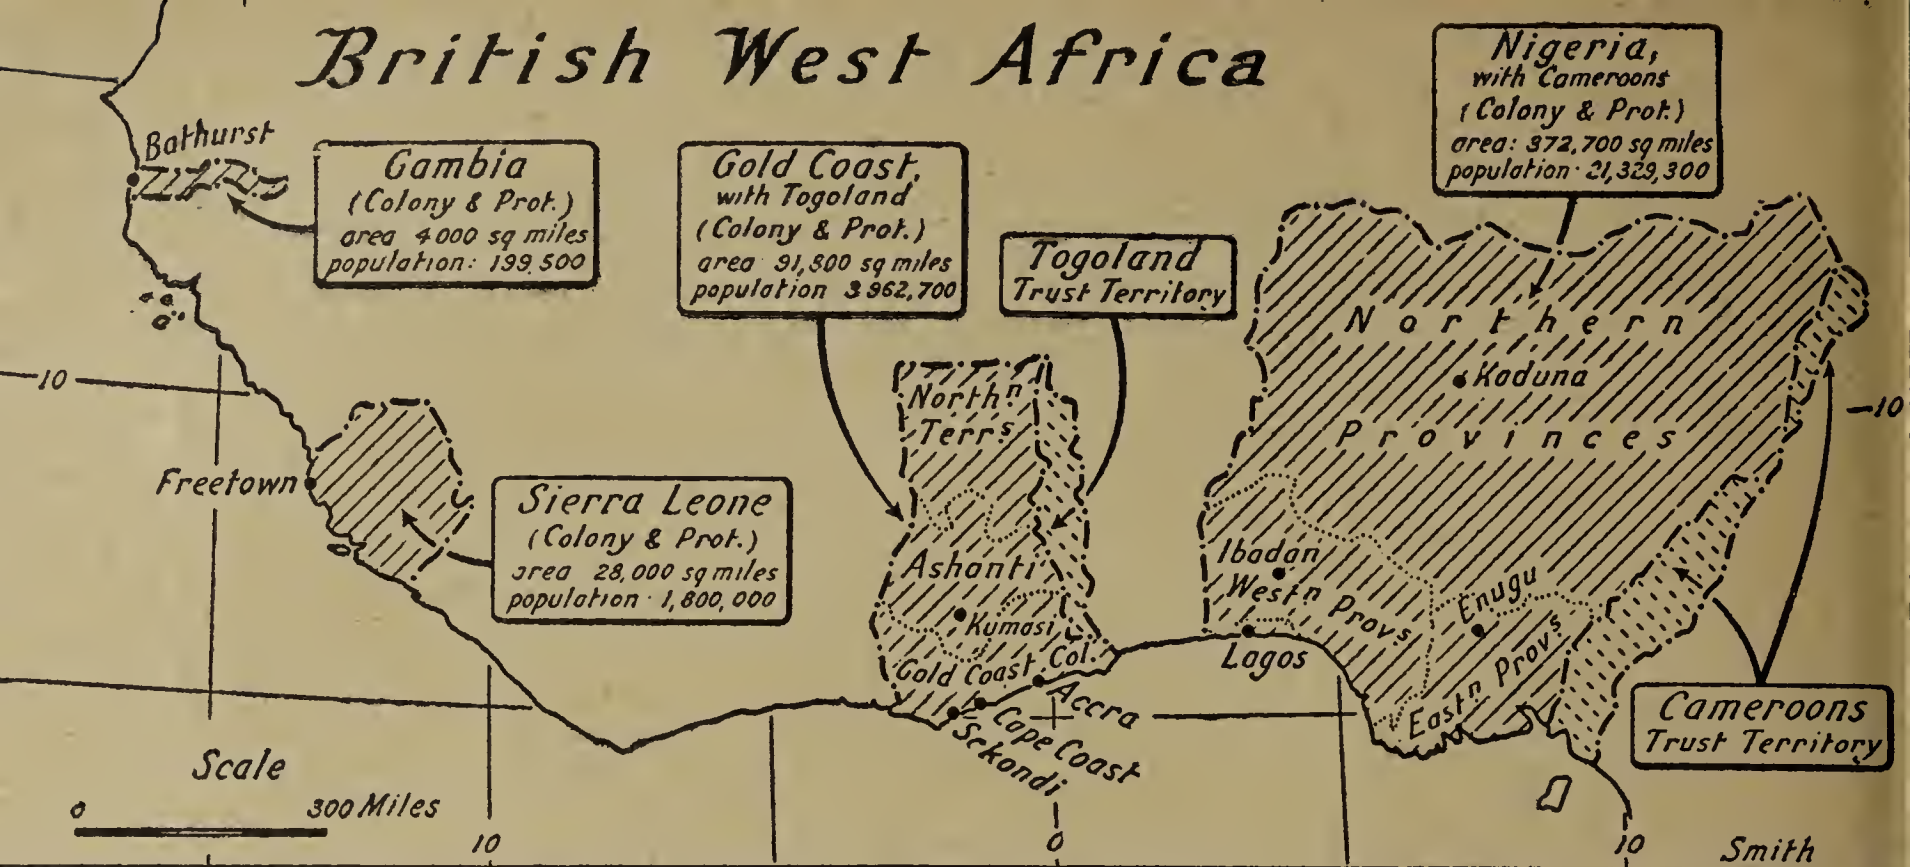 British West Africa
Nigeria,
with Cameroons
(Colony & Prot.)
area: 372,700 sq miles
population · 21,329,300
Bathurst
Gambia
(Colony & Prot.)
area 4000 sq miles
population: 199,500
Gold Coast,
with Togoland
(Colony & Prot.)
area 91,800 sq miles
population 3962,700
Togoland
Trust Territory
Northern
Kaduna
Provinces
10
10
Northn
Terrs
Freetown
Sierra Leone
(Colony & Prot.)
area 28,000 sq miles
population · 1,800,000
Ashanti
Kumasi
Gold Coast Col.
Accra
Cape Coast
Sekondi
Ibadan
Westn Provs
Enugu
Eastn Provs
Lagos
Cameroons
Trust Territory
Scale
0 300 Miles
10
0
10
Smith